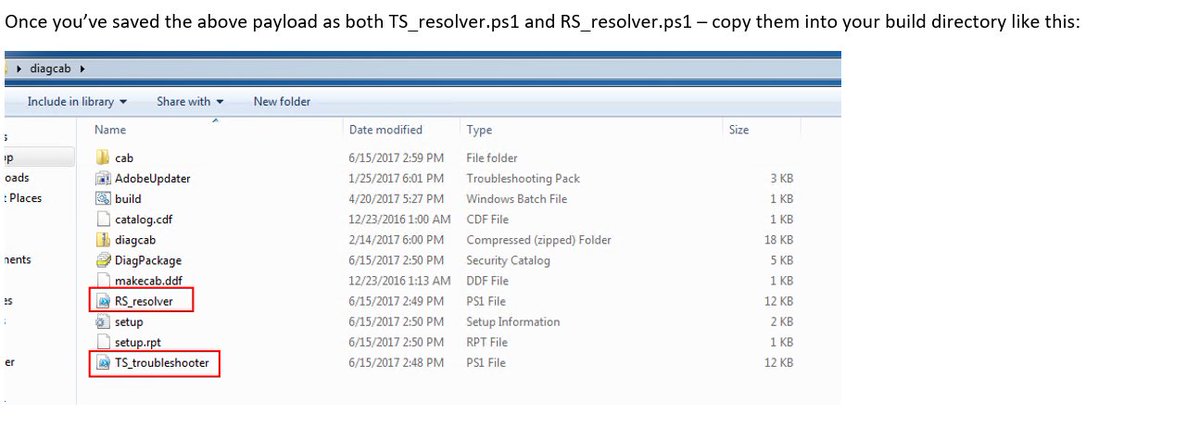 Once you’ve saved the above payload as both TS_resolver.ps1 and RS_resolver.ps1 – copy them into your build directory like this:
diagcab
Include in library Share with New folder
Name Date modified Type Size
cab 6/15/2017 2:59 PM File folder
AdobeUpdater 1/25/2017 6:01 PM Troubleshooting Pack 3 KB
oads
build 4/20/2017 5:27 PM Windows Batch File 1 KB
Places
catalog.cdf 12/23/2016 1:00 AM CDF File 1 KB
diagcab 2/14/2017 6:00 PM Compressed (zipped) Folder 18 KB
nents DiagPackage 6/15/2017 2:50 PM Security Catalog 5 KB
makecab.ddf 12/23/2016 1:13 AM DDF File 1 KB
es RS_resolver 6/15/2017 2:49 PM PS1 File 12 KB
setup 6/15/2017 2:50 PM Setup Information 2 KB
setup.rpt 6/15/2017 2:50 PM RPT File 1 KB
er TS_troubleshooter 6/15/2017 2:48 PM PS1 File 12 KB